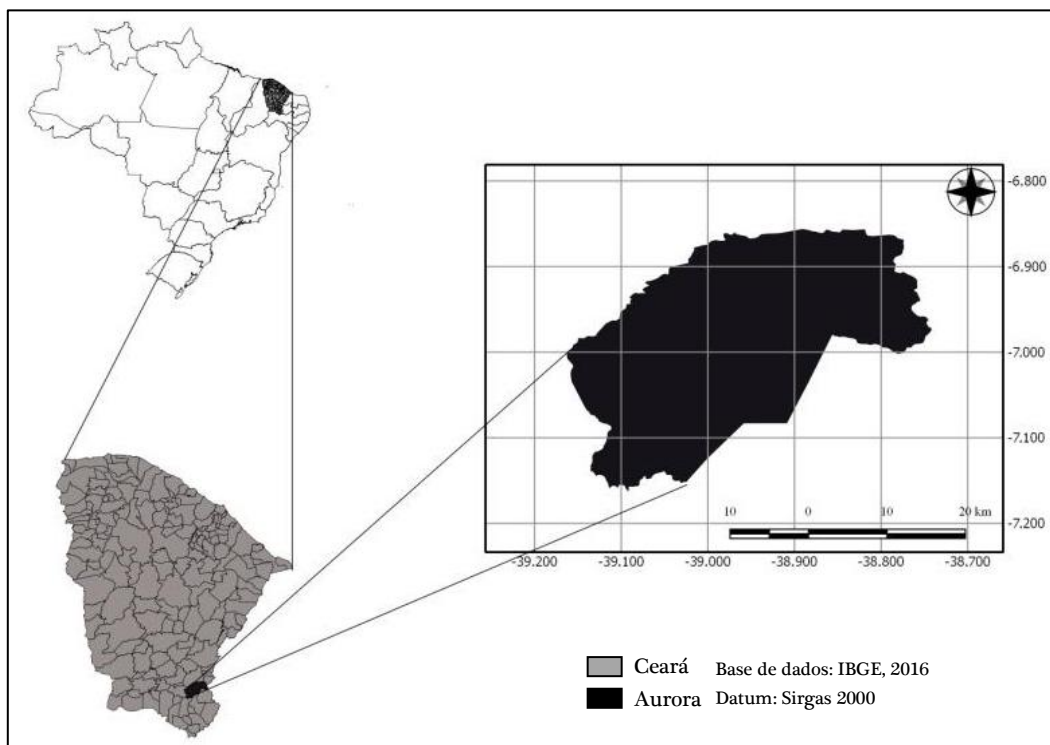 -6.800
-6.900
-7.000
-7.100
-7.200
10 0 10 20 km
-39.200 -39.100 -39.000 -38.900 -38.800 -38.700
Ceará Base de dados: IBGE, 2016
Aurora Datum: Sirgas 2000